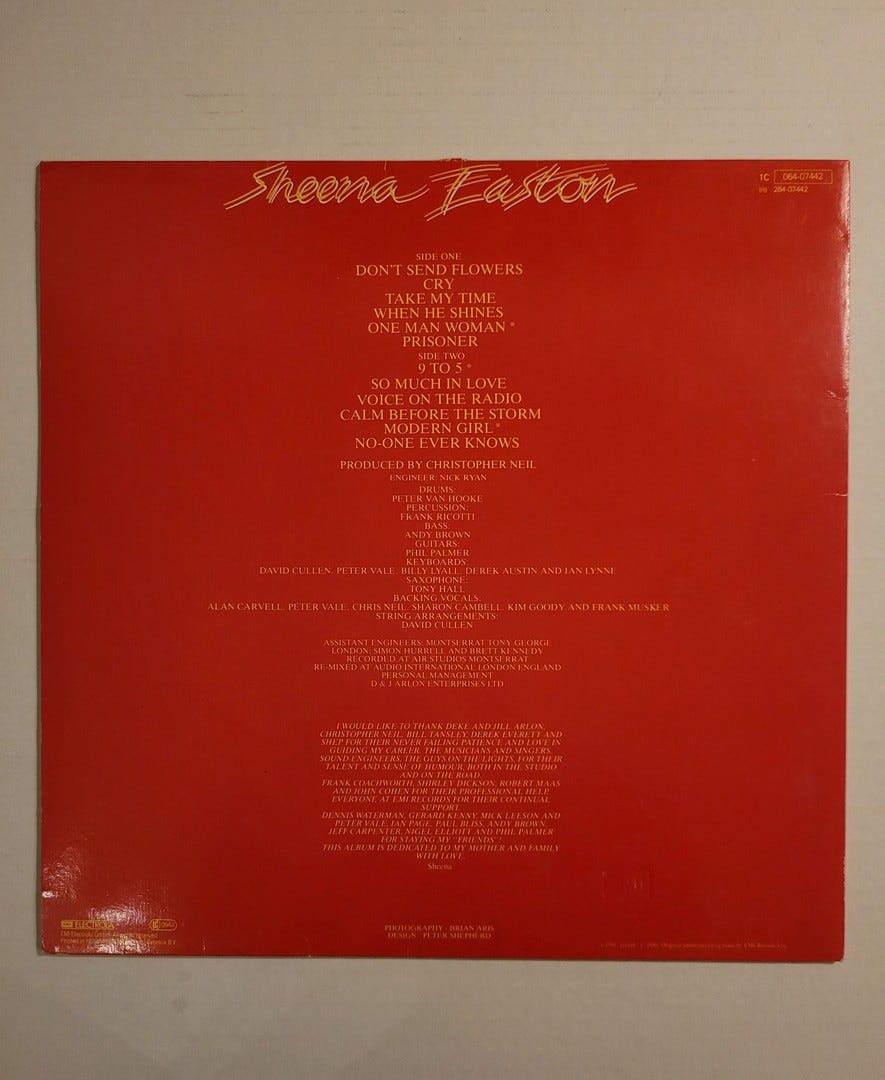 Sheena Easton
1C 064-07442
264-07442
SIDE ONE
DON'T SEND FLOWERS
CRY
TAKE MY TIME
WHEN HE SHINES
ONE MAN WOMAN *
PRISONER
SIDE TWO
9 TO 5 *
SO MUCH IN LOVE
VOICE ON THE RADIO
CALM BEFORE THE STORM
MODERN GIRL *
NO-ONE EVER KNOWS
PRODUCED BY CHRISTOPHER NEIL
ENGINEER: NICK RYAN
DRUMS:
PETER VAN HOOKE
PERCUSSION:
FRANK RICOTTI
BASS:
ANDY BROWN
GUITARS:
PHIL PALMER
KEYBOARDS:
DAVID CULLEN, PETER VALE, BILLY LYALL, DEREK AUSTIN AND IAN LYNNE
SAXOPHONE:
TONY HALL
BACKING VOCALS:
ALAN CARVELL, PETER VALE, CHRIS NEIL, SHARON CAMBELL, KIM GOODY AND FRANK MUSKER
STRING ARRANGEMENTS:
DAVID CULLEN
ASSISTANT ENGINEERS: MONTSERRAT TONY GEORGE
LONDON: SIMON HURRELL AND BRETT KENNEDY
RECORDED AT AIR STUDIOS MONTSERRAT
RE-MIXED AT AUDIO INTERNATIONAL LONDON ENGLAND
PERSONAL MANAGEMENT
D & J ARLON ENTERPRISES LTD
I WOULD LIKE TO THANK DEKE AND JILL ARLON,
CHRISTOPHER NEIL, BILL TANSLEY, DEREK EVERETT AND
SHEP FOR THEIR NEVER FAILING PATIENCE AND LOVE IN
GUIDING MY CAREER. THE MUSICIANS AND SINGERS,
SOUND ENGINEERS, THE GUYS ON THE LIGHTS, FOR THEIR
TALENT AND SENSE OF HUMOUR, BOTH IN THE STUDIO
AND ON THE ROAD.
FRANK COACHWORTH, SHIRLEY DICKSON, ROBERT MAAS
AND JOHN COHEN FOR THEIR PROFESSIONAL HELP.
EVERYONE AT EMI RECORDS FOR THEIR CONTINUAL
SUPPORT.
DENNIS WATERMAN, GERARD KENNY, MICK LEESON AND
PETER VALE, IAN PAGE, PAUL BLISS, ANDY BROWN,
JEFF CARPENTER, NIGEL ELLIOTT AND PHIL PALMER
FOR STAYING MY "FRIENDS"!
THIS ALBUM IS DEDICATED TO MY MOTHER AND FAMILY
WITH LOVE.
Sheena
PHOTOGRAPHY - BRIAN ARIS
DESIGN - PETER SHEPHERD
EMI ELECTROLA
EMI Electrola